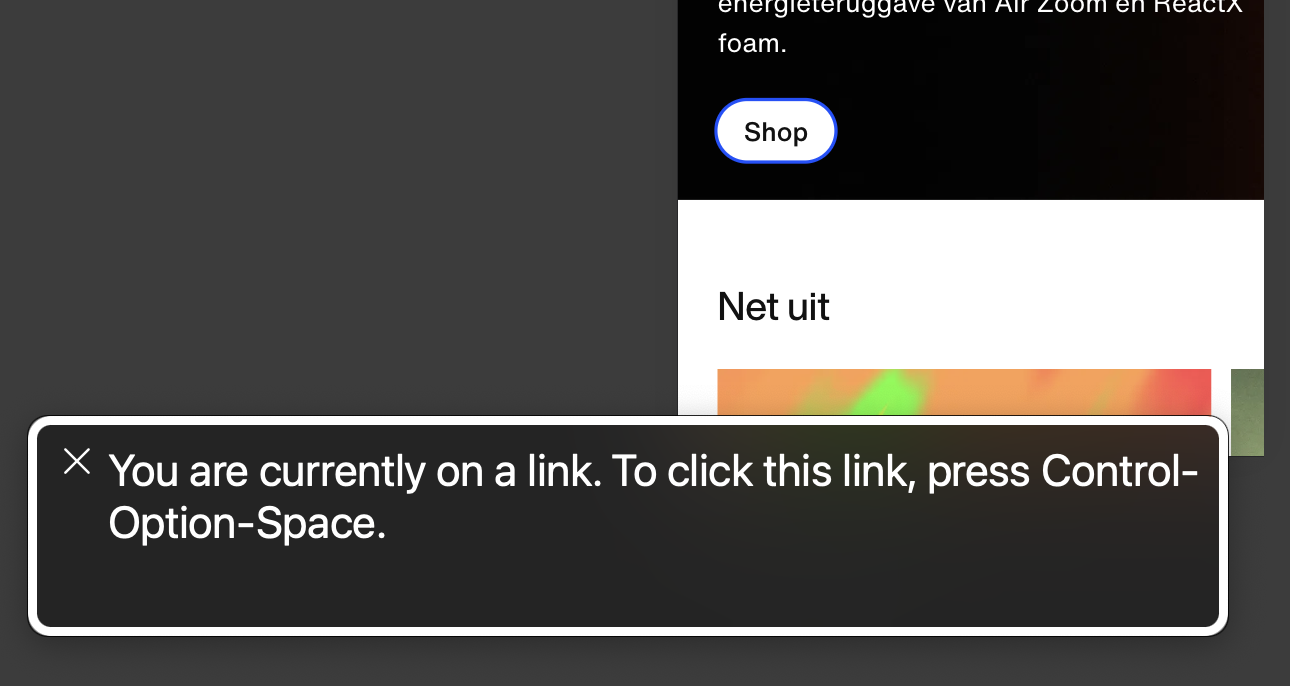 energieteruggave van Air Zoom en ReactX
foam.
Shop
Net uit
You are currently on a link. To click this link, press Control-
Option-Space.